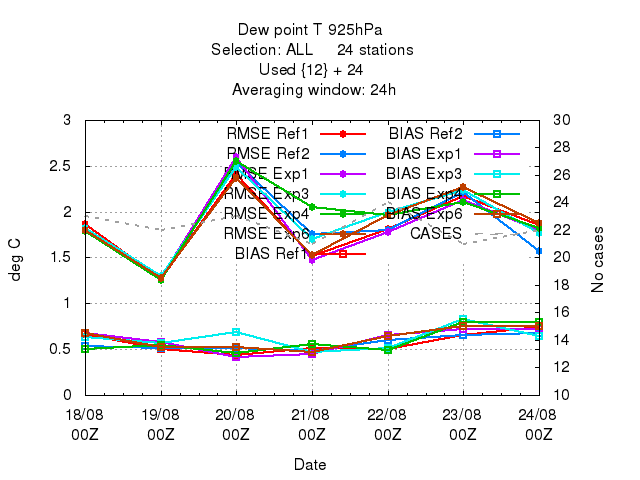 Dew point T 925hPa
Selection: ALL 24 stations
Used {12} + 24
Averaging window: 24h
3 30
28
2.5 26
24
2 22
1.5 20
18
1 16
14
0.5 12
0 10
deg C
No cases
RMSE Ref1 BIAS Ref2
RMSE Ref2 BIAS Exp1
RMSE Exp1 BIAS Exp3
RMSE Exp3 BIAS Exp4
RMSE Exp4 BIAS Exp6
RMSE Exp6 CASES
BIAS Ref1
18/08 19/08 20/08 21/08 22/08 23/08 24/08
00Z 00Z 00Z 00Z 00Z 00Z 00Z
Date